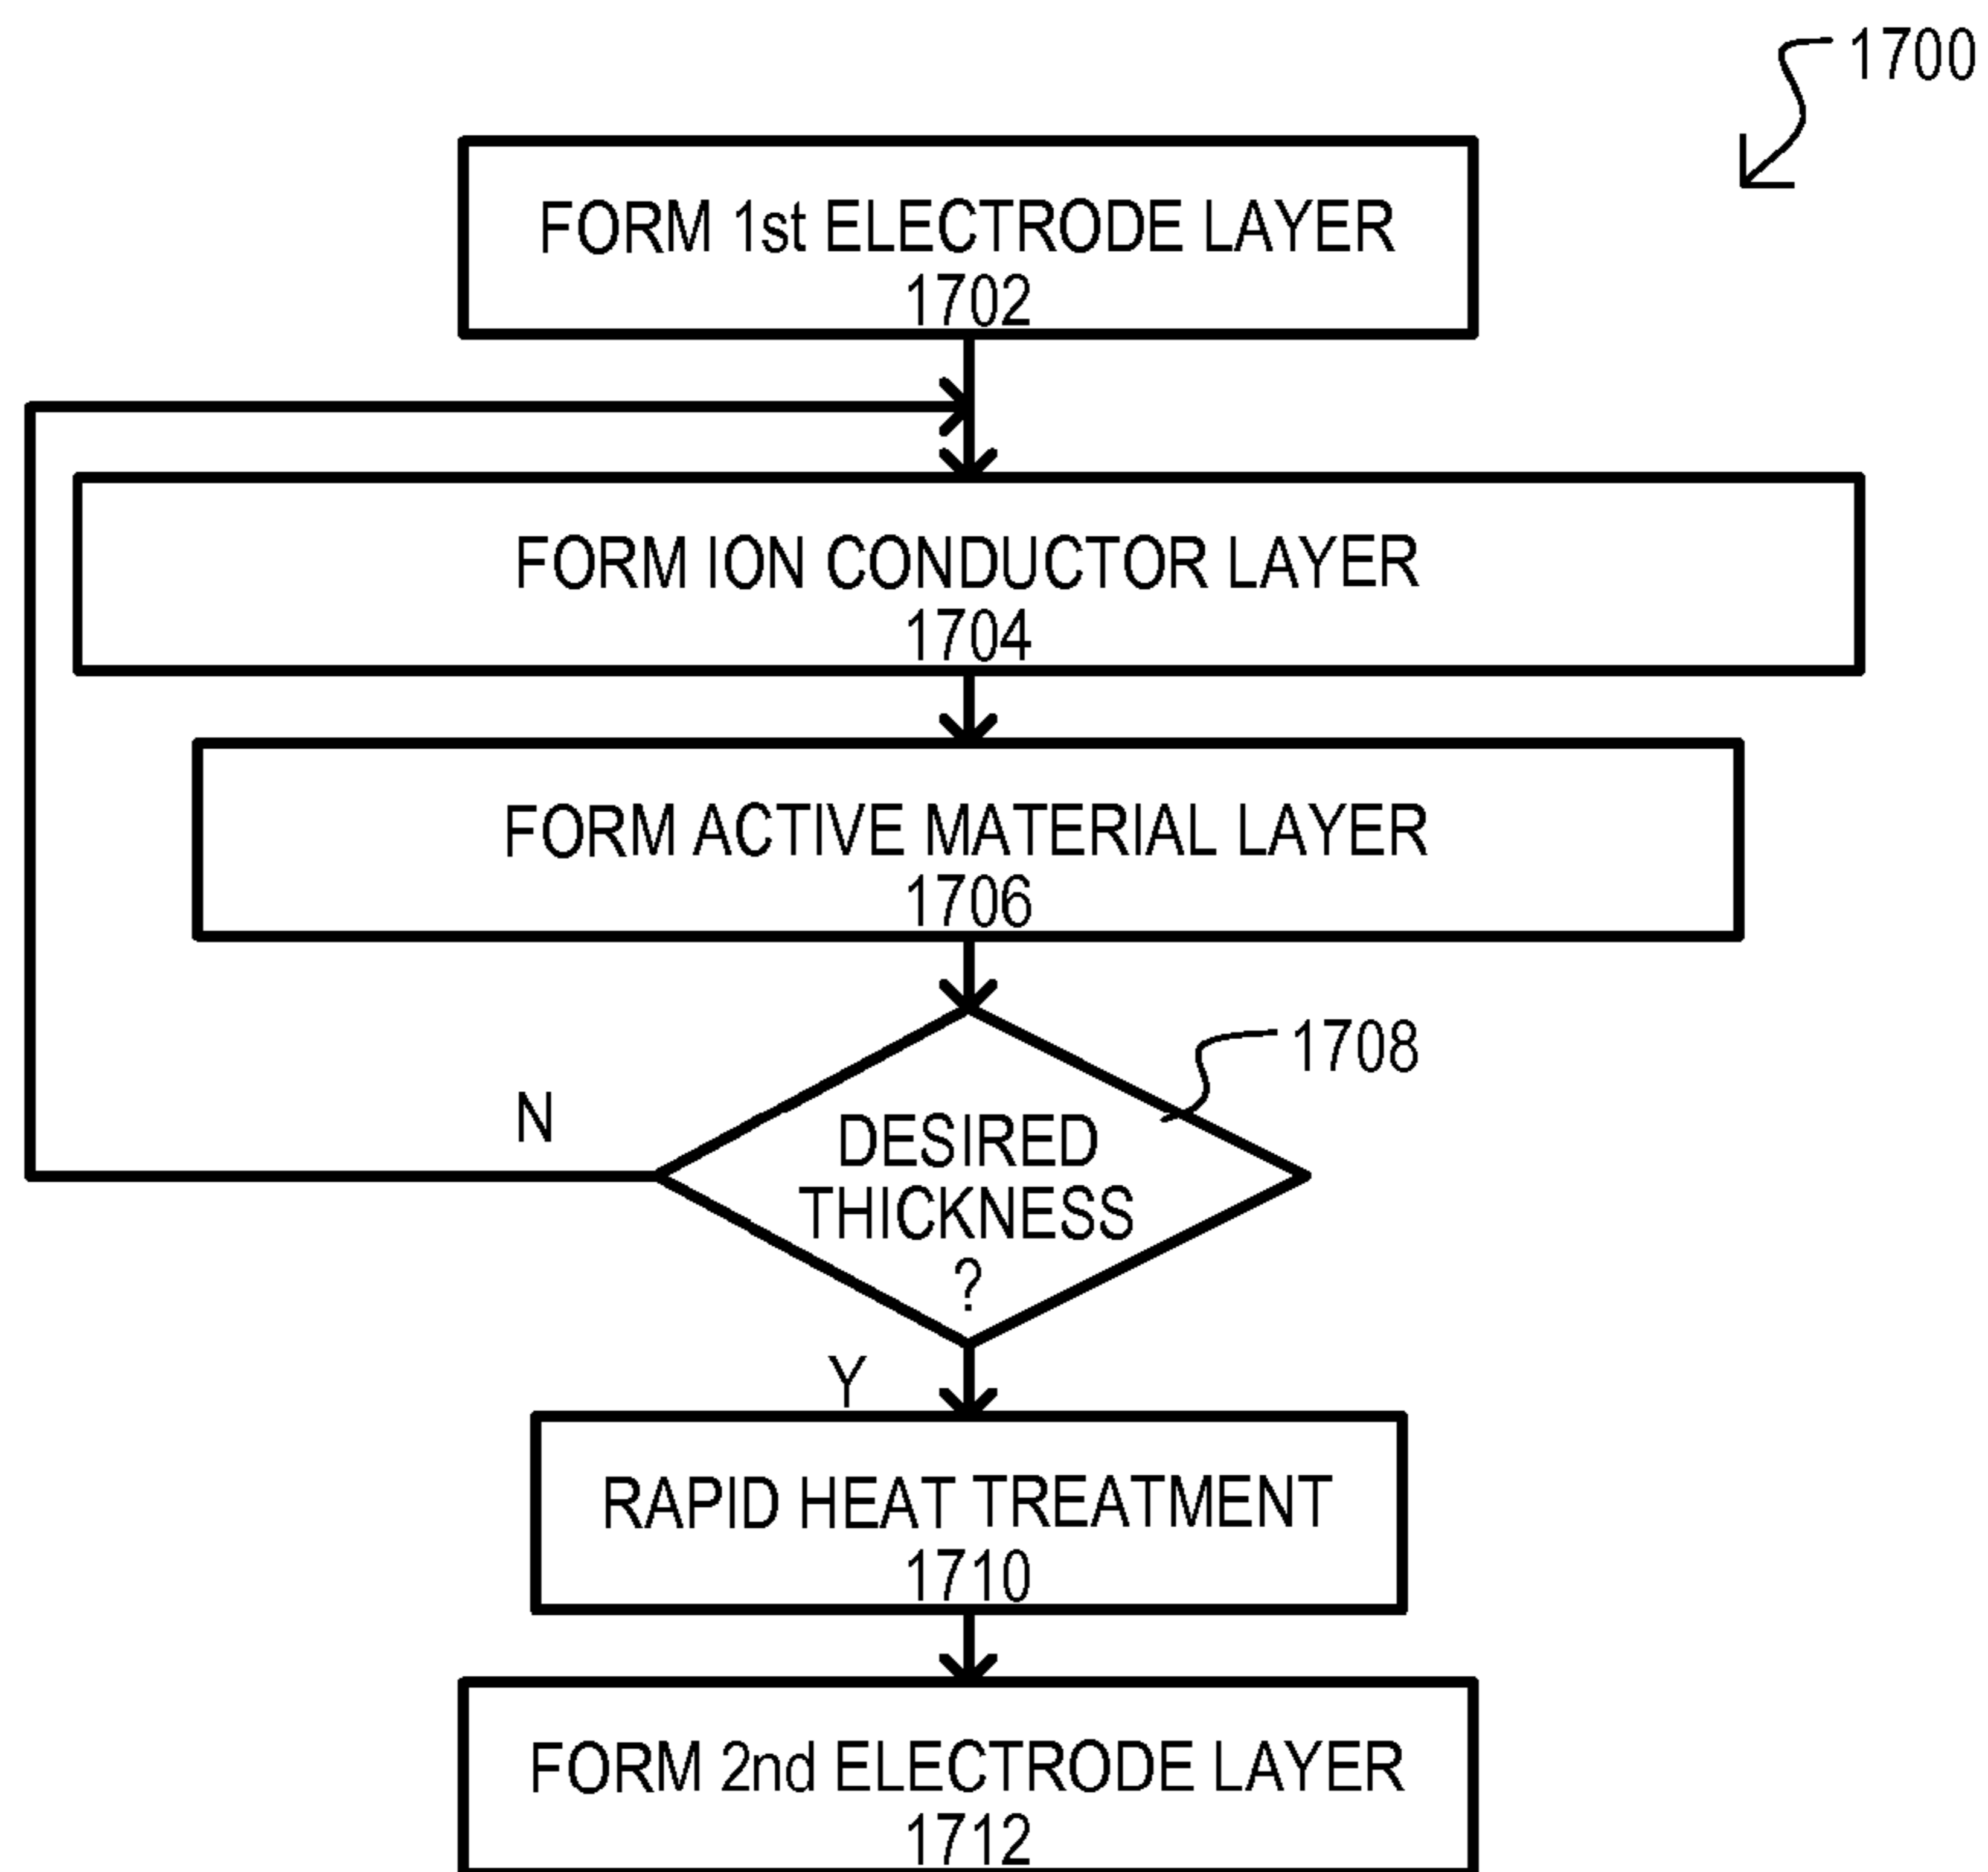 1700
FORM 1st ELECTRODE LAYER
1702
FORM ION CONDUCTOR LAYER
1704
FORM ACTIVE MATERIAL LAYER
1706
1708
N
DESIRED
THICKNESS
?
Y
RAPID HEAT TREATMENT
1710
FORM 2nd ELECTRODE LAYER
1712